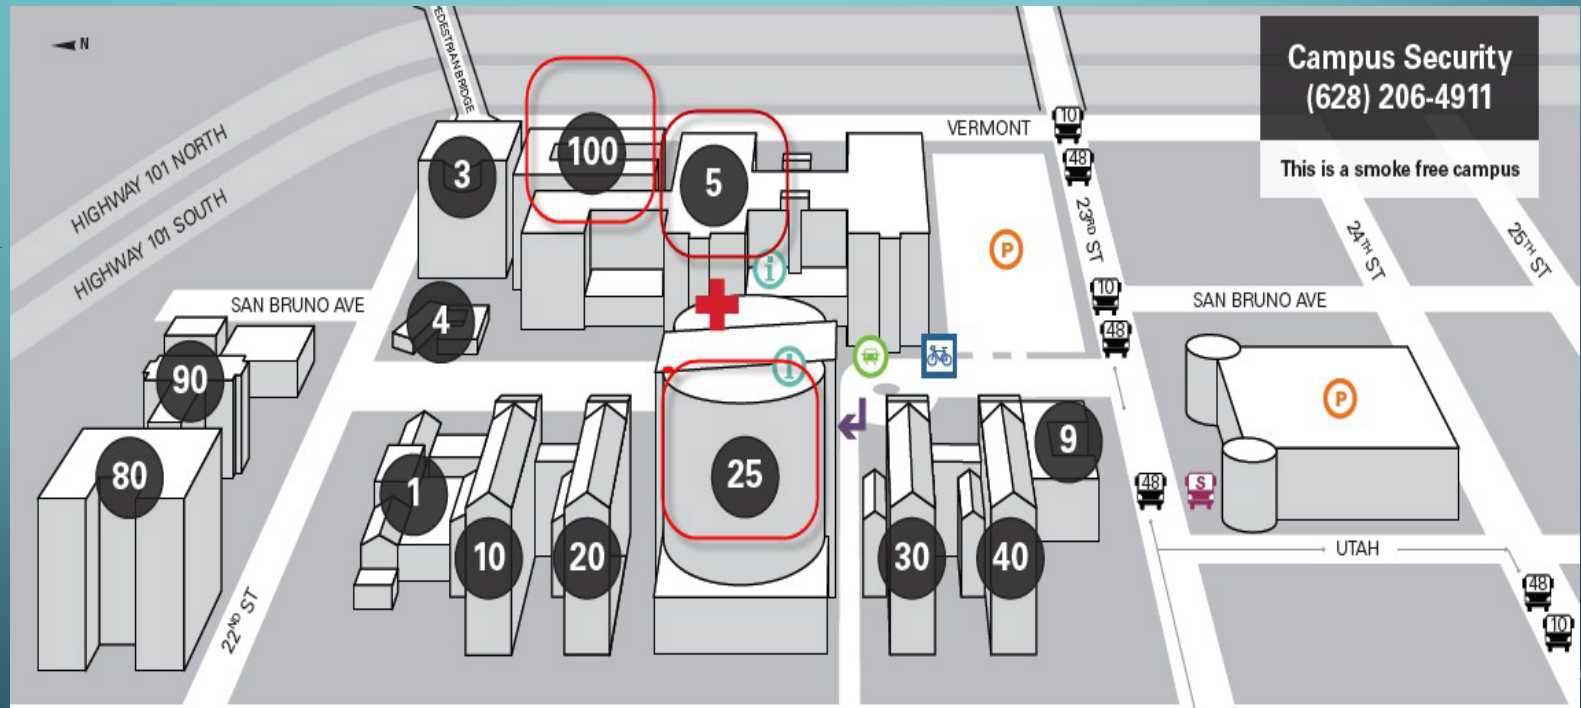 N
PEDESTRIAN BRIDGE
Campus Security
(628) 206-4911
This is a smoke free campus
HIGHWAY 101 NORTH
HIGHWAY 101 SOUTH
VERMONT
10
48
23RD ST
24TH ST
25TH ST
3
100
5
i
P
SAN BRUNO AVE
4
10
48
SAN BRUNO AVE
90
i
P
80
1
25
9
48
S
10
20
30
40
UTAH
22ND ST
48
10